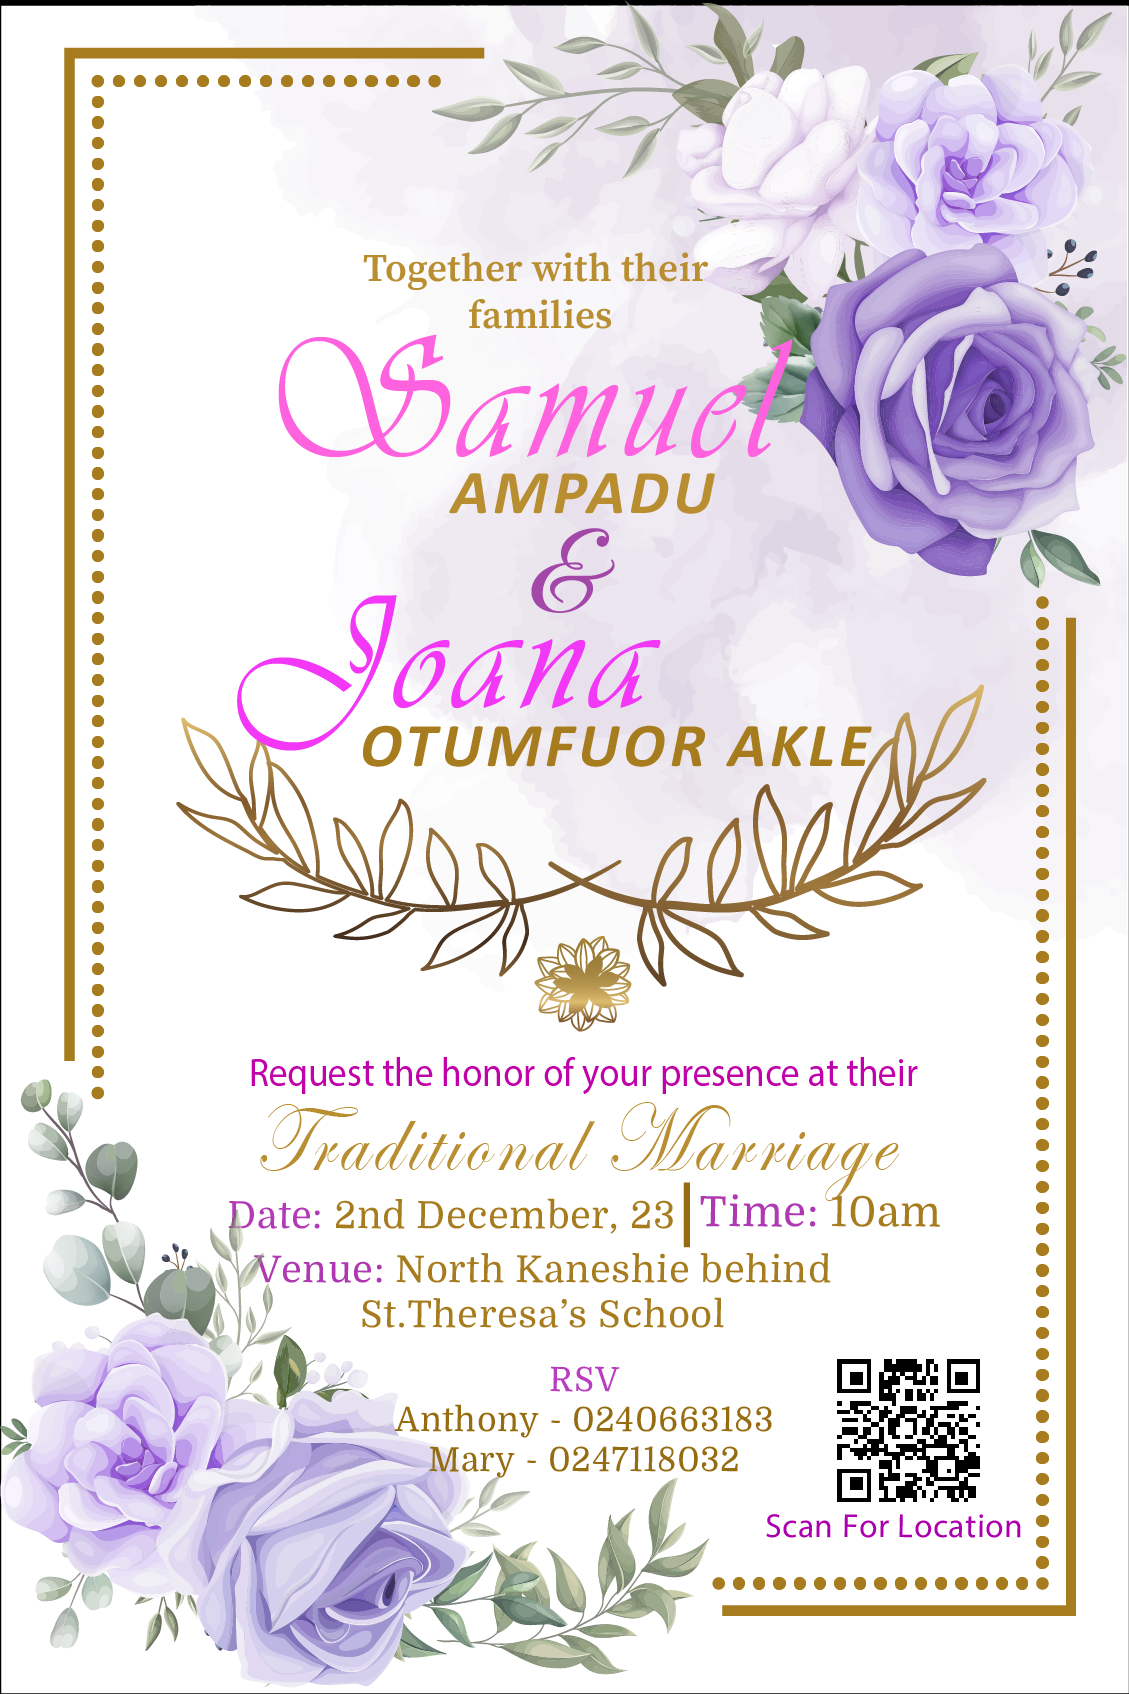 Together with their
families
Samuel
AMPADU
&
Joana
OTUMFUOR AKLE
Request the honor of your presence at their
Traditional Marriage
Date: 2nd December, 23 | Time: 10am
Venue: North Kaneshie behind
St.Theresa’s School
RSV
Anthony - 0240663183
Mary - 0247118032
Scan For Location